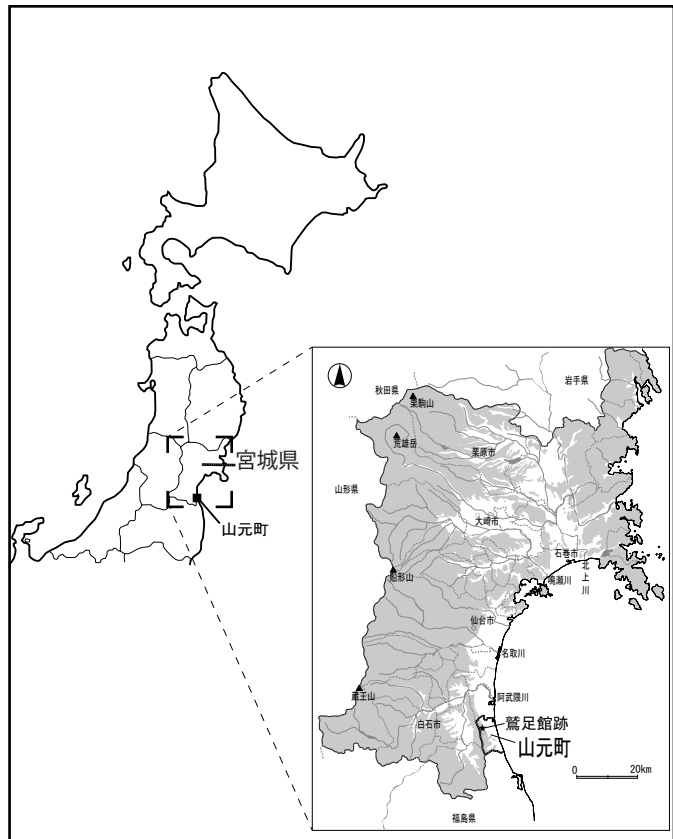 宮城県
山元町
秋田県
岩手県
栗駒山
荒雄岳
栗原市
山形県
大崎市
石巻市
北上川
鳴瀬川
船形山
仙台市
名取川
蔵王山
阿武隈川
白石市
鷲足館跡
山元町
0 20km
福島県